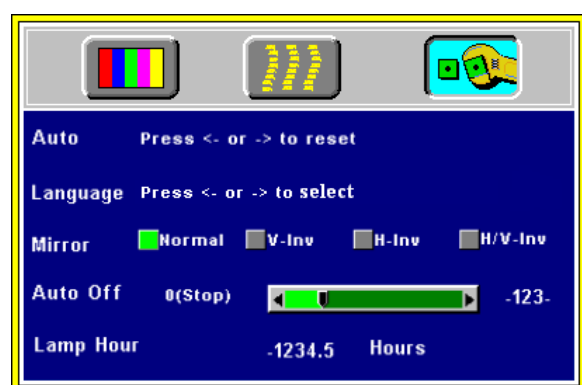 Auto Press <- or -> to reset
Language Press <- or -> to select
Mirror Normal V-Inv H-Inv H/V-Inv
Auto Off 0(Stop) -123-
Lamp Hour -1234.5 Hours